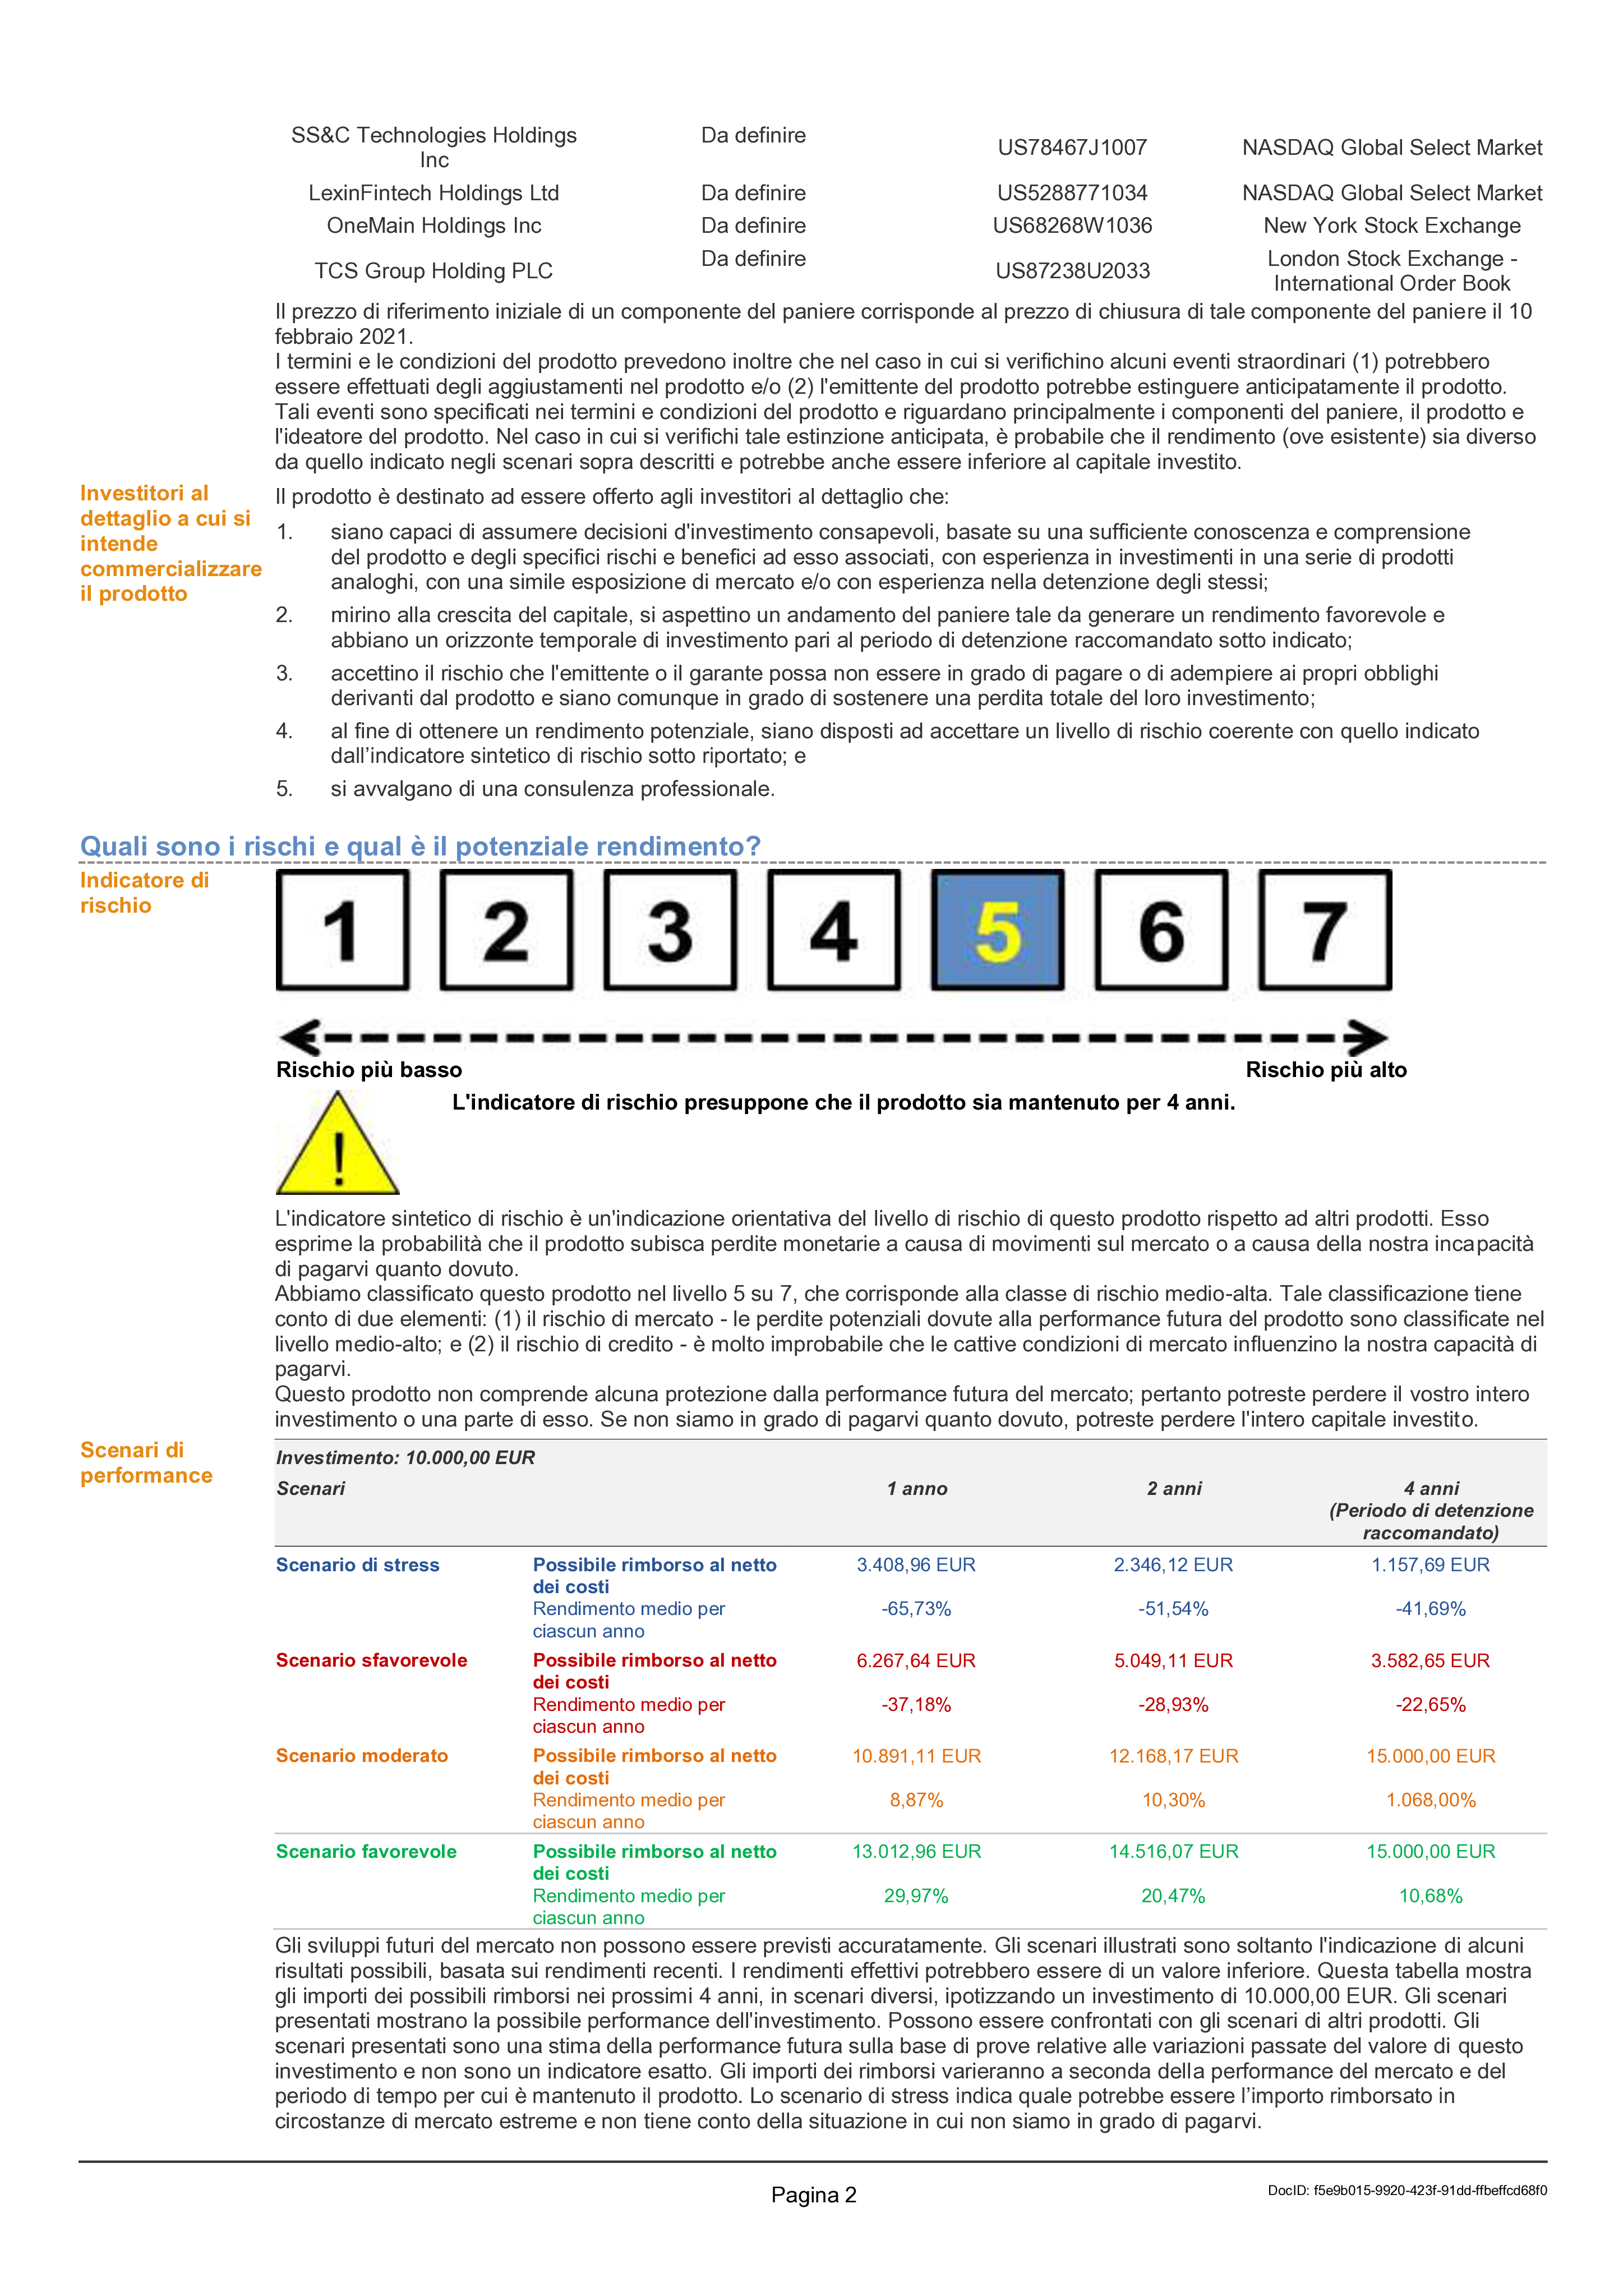 SS&C Technologies Holdings
Inc
Da definire
US78467J1007
NASDAQ Global Select Market
LexinFintech Holdings Ltd
Da definire
US5288771034
NASDAQ Global Select Market
OneMain Holdings Inc
Da definire
US68268W1036
New York Stock Exchange
TCS Group Holding PLC
Da definire
US87238U2033
London Stock Exchange -
International Order Book
Il prezzo di riferimento iniziale di un componente del paniere corrisponde al prezzo di chiusura di tale componente del paniere il 10
febbraio 2021.
I termini e le condizioni del prodotto prevedono inoltre che nel caso in cui si verifichino alcuni eventi straordinari (1) potrebbero
essere effettuati degli aggiustamenti nel prodotto e/o (2) l'emittente del prodotto potrebbe estinguere anticipatamente il prodotto.
Tali eventi sono specificati nei termini e condizioni del prodotto e riguardano principalmente i componenti del paniere, il prodotto e
l'ideatore del prodotto. Nel caso in cui si verifichi tale estinzione anticipata, è probabile che il rendimento (ove esistente) sia diverso
da quello indicato negli scenari sopra descritti e potrebbe anche essere inferiore al capitale investito.
Investitori al
dettaglio a cui si
intende
commercializzare
il prodotto
Il prodotto è destinato ad essere offerto agli investitori al dettaglio che:
1. siano capaci di assumere decisioni d'investimento consapevoli, basate su una sufficiente conoscenza e comprensione
del prodotto e degli specifici rischi e benefici ad esso associati, con esperienza in investimenti in una serie di prodotti
analoghi, con una simile esposizione di mercato e/o con esperienza nella detenzione degli stessi;
2. mirino alla crescita del capitale, si aspettino un andamento del paniere tale da generare un rendimento favorevole e
abbiano un orizzonte temporale di investimento pari al periodo di detenzione raccomandato sotto indicato;
3. accettino il rischio che l'emittente o il garante possa non essere in grado di pagare o di adempiere ai propri obblighi
derivanti dal prodotto e siano comunque in grado di sostenere una perdita totale del loro investimento;
4. al fine di ottenere un rendimento potenziale, siano disposti ad accettare un livello di rischio coerente con quello indicato
dall’indicatore sintetico di rischio sotto riportato; e
5. si avvalgano di una consulenza professionale.
Quali sono i rischi e qual è il potenziale rendimento?
Indicatore di
rischio
1 2 3 4 5 6 7
Rischio più basso
Rischio più alto
!
L'indicatore di rischio presuppone che il prodotto sia mantenuto per 4 anni.
L'indicatore sintetico di rischio è un'indicazione orientativa del livello di rischio di questo prodotto rispetto ad altri prodotti. Esso
esprime la probabilità che il prodotto subisca perdite monetarie a causa di movimenti sul mercato o a causa della nostra incapacità
di pagarvi quanto dovuto.
Abbiamo classificato questo prodotto nel livello 5 su 7, che corrisponde alla classe di rischio medio-alta. Tale classificazione tiene
conto di due elementi: (1) il rischio di mercato - le perdite potenziali dovute alla performance futura del prodotto sono classificate nel
livello medio-alto; e (2) il rischio di credito - è molto improbabile che le cattive condizioni di mercato influenzino la nostra capacità di
pagarvi.
Questo prodotto non comprende alcuna protezione dalla performance futura del mercato; pertanto potreste perdere il vostro intero
investimento o una parte di esso. Se non siamo in grado di pagarvi quanto dovuto, potreste perdere l'intero capitale investito.
Scenari di
performance
Investimento: 10.000,00 EUR
Scenari
1 anno
2 anni
4 anni
(Periodo di detenzione
raccomandato)
Scenario di stress
Possibile rimborso al netto
dei costi
3.408,96 EUR
2.346,12 EUR
1.157,69 EUR
Rendimento medio per
ciascun anno
-65,73%
-51,54%
-41,69%
Scenario sfavorevole
Possibile rimborso al netto
dei costi
6.267,64 EUR
5.049,11 EUR
3.582,65 EUR
Rendimento medio per
ciascun anno
-37,18%
-28,93%
-22,65%
Scenario moderato
Possibile rimborso al netto
dei costi
10.891,11 EUR
12.168,17 EUR
15.000,00 EUR
Rendimento medio per
ciascun anno
8,87%
10,30%
1.068,00%
Scenario favorevole
Possibile rimborso al netto
dei costi
13.012,96 EUR
14.516,07 EUR
15.000,00 EUR
Rendimento medio per
ciascun anno
29,97%
20,47%
10,68%
Gli sviluppi futuri del mercato non possono essere previsti accuratamente. Gli scenari illustrati sono soltanto l'indicazione di alcuni
risultati possibili, basata sui rendimenti recenti. I rendimenti effettivi potrebbero essere di un valore inferiore. Questa tabella mostra
gli importi dei possibili rimborsi nei prossimi 4 anni, in scenari diversi, ipotizzando un investimento di 10.000,00 EUR. Gli scenari
presentati mostrano la possibile performance dell'investimento. Possono essere confrontati con gli scenari di altri prodotti. Gli
scenari presentati sono una stima della performance futura sulla base di prove relative alle variazioni passate del valore di questo
investimento e non sono un indicatore esatto. Gli importi dei rimborsi varieranno a seconda della performance del mercato e del
periodo di tempo per cui è mantenuto il prodotto. Lo scenario di stress indica quale potrebbe essere l’importo rimborsato in
circostanze di mercato estreme e non tiene conto della situazione in cui non siamo in grado di pagarvi.
Pagina 2
DocID: f5e9b015-9920-423f-91dd-ffbeffcd68f0